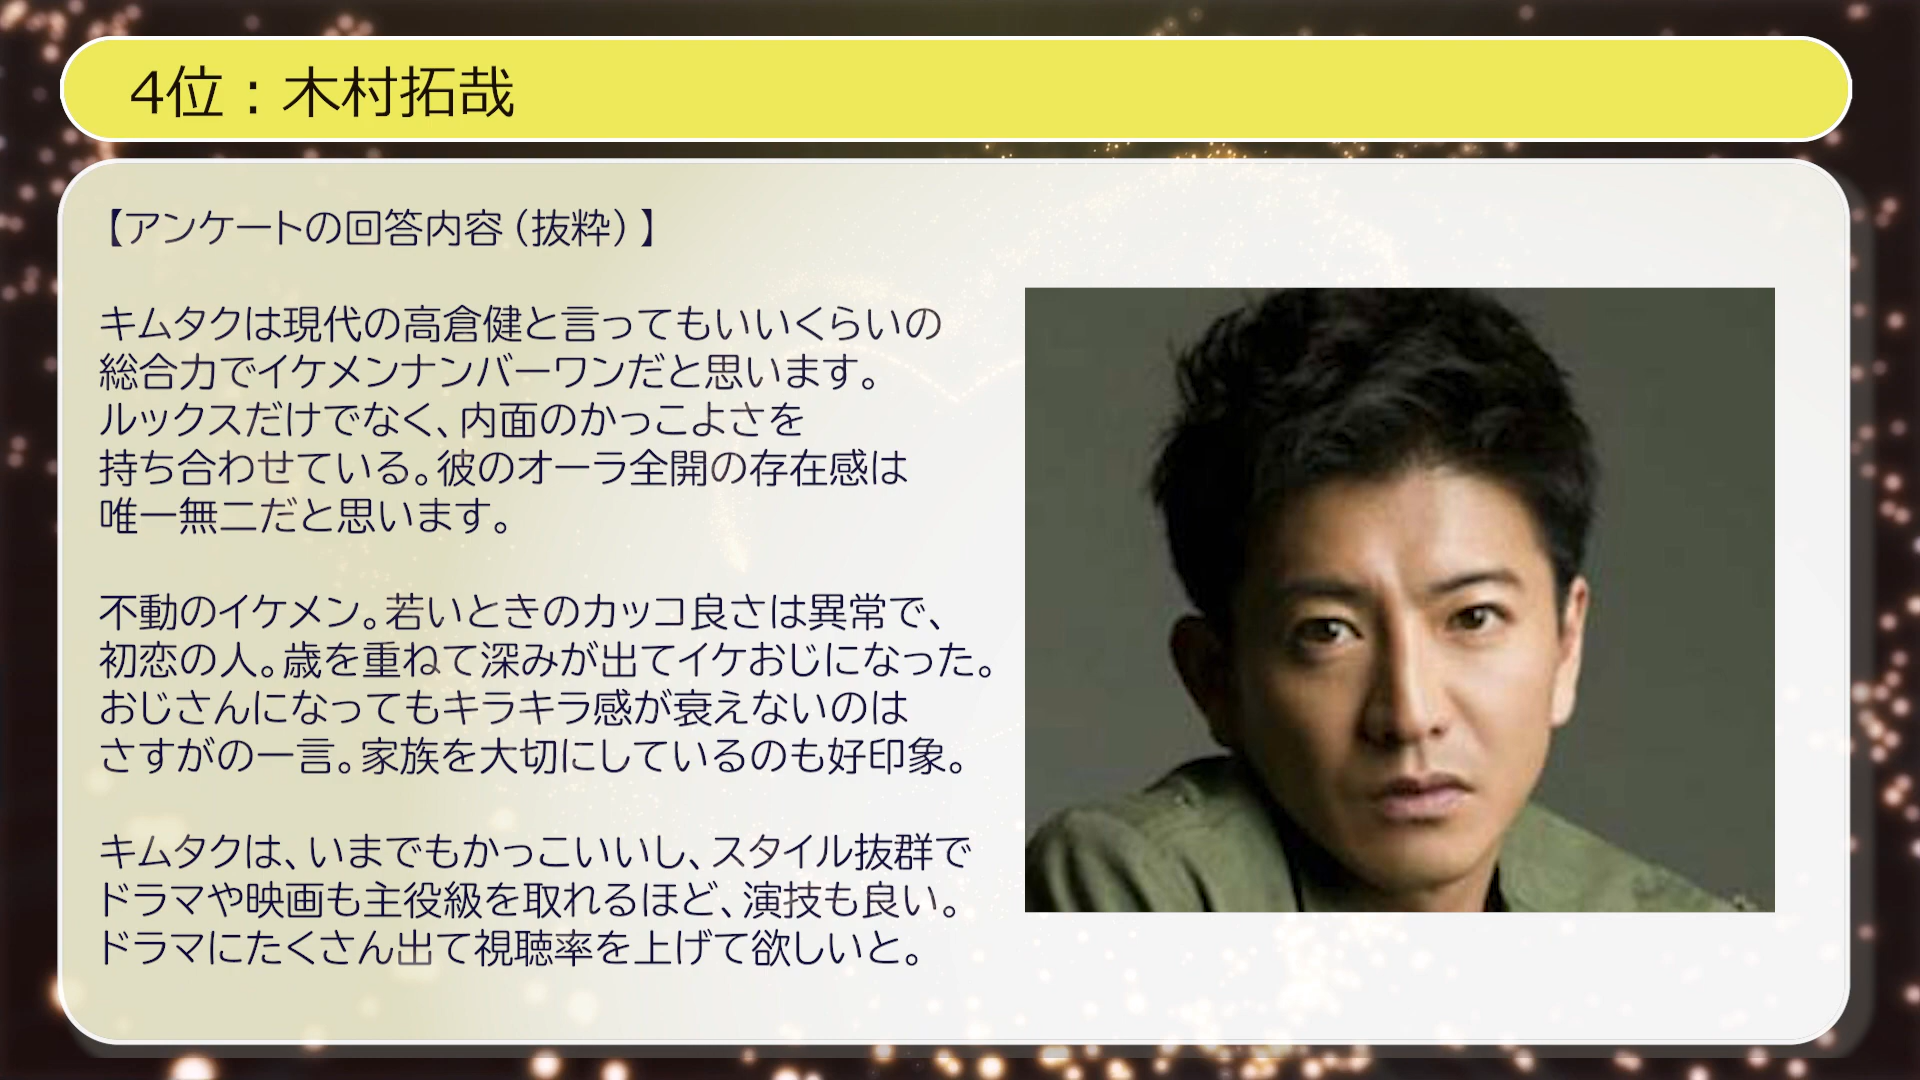 4位：木村拓哉
【アンケートの回答内容（抜粋）】
キムタクは現代の高倉健と言ってもいいくらいの
総合力でイケメンナンバーワンだと思います。
ルックスだけでなく、内面のかっこよさを
持ち合わせている。彼のオーラ全開の存在感は
唯一無二だと思います。
不動のイケメン。若いときのカッコ良さは異常で、
初恋の人。歳を重ねて深みが出てイケおじになった。
おじさんになってもキラキラ感が衰えないのは
さすがの一言。家族を大切にしているのも好印象。
キムタクは、いまでもかっこいいし、スタイル抜群で
ドラマや映画も主役級を取れるほど、演技も良い。
ドラマにたくさん出て視聴率を上げて欲しいと。